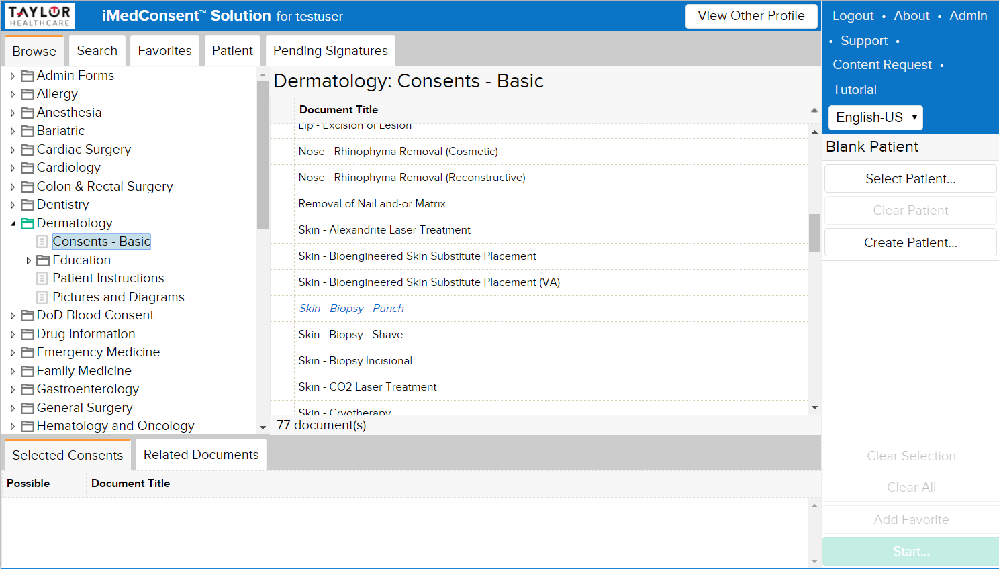 TAYLOR
HEALTHCARE
iMedConsent™ Solution for testuser
View Other Profile
Logout • About • Admin
• Support •
Content Request •
Tutorial
English-US
Browse
Search
Favorites
Patient
Pending Signatures
Admin Forms
Allergy
Anesthesia
Bariatric
Cardiac Surgery
Cardiology
Colon & Rectal Surgery
Dentistry
Dermatology
Consents - Basic
Education
Patient Instructions
Pictures and Diagrams
DoD Blood Consent
Drug Information
Emergency Medicine
Family Medicine
Gastroenterology
General Surgery
Hematology and Oncology
Dermatology: Consents - Basic
Document Title
Lip - Excision of Lesion
Nose - Rhinophyma Removal (Cosmetic)
Nose - Rhinophyma Removal (Reconstructive)
Removal of Nail and-or Matrix
Skin - Alexandrite Laser Treatment
Skin - Bioengineered Skin Substitute Placement
Skin - Bioengineered Skin Substitute Placement (VA)
Skin - Biopsy - Punch
Skin - Biopsy - Shave
Skin - Biopsy Incisional
Skin - CO2 Laser Treatment
Skin - Cryotherapy
77 document(s)
Blank Patient
Select Patient...
Clear Patient
Create Patient...
Selected Consents
Related Documents
Possible
Document Title
Clear Selection
Clear All
Add Favorite
Start...